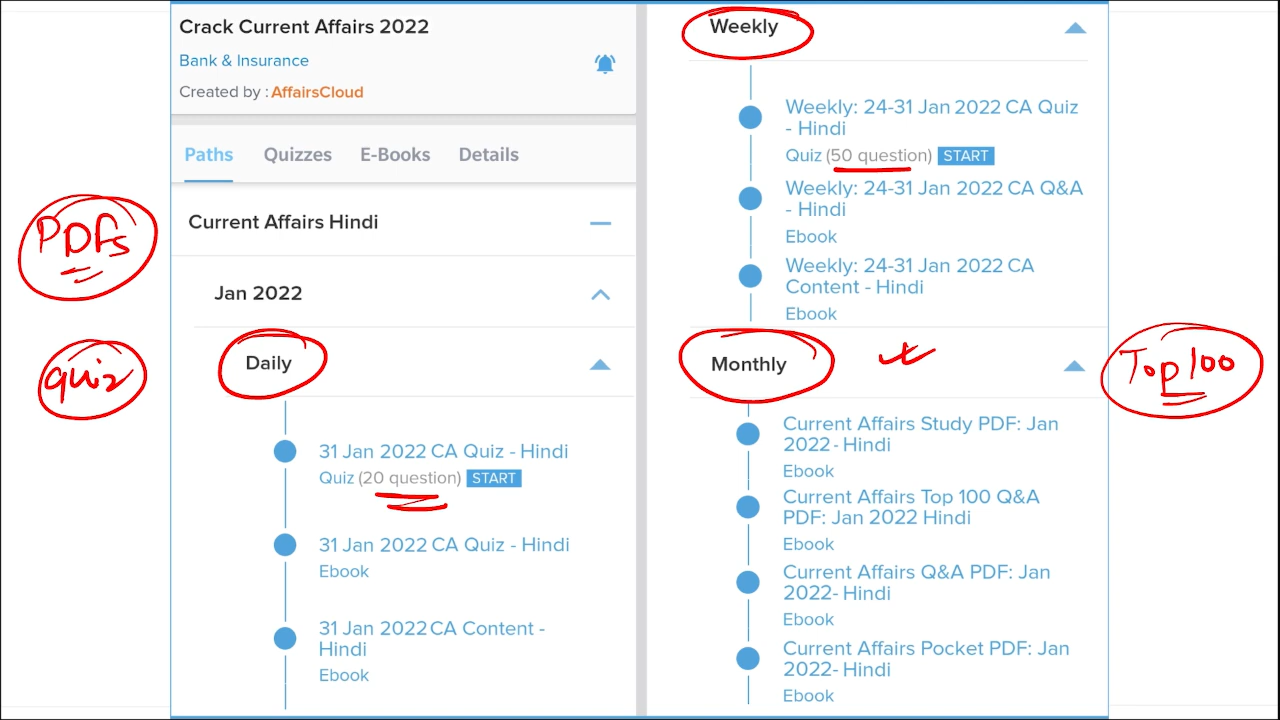 Crack Current Affairs 2022
Bank & Insurance
Created by : AffairsCloud
Paths Quizzes E-Books Details
PDFs
Current Affairs Hindi
Jan 2022
quiz
Daily
31 Jan 2022 CA Quiz - Hindi
Quiz (20 question) START
31 Jan 2022 CA Quiz - Hindi
Ebook
31 Jan 2022 CA Content -
Hindi
Ebook
Weekly
Weekly: 24-31 Jan 2022 CA Quiz
- Hindi
Quiz (50 question) START
Weekly: 24-31 Jan 2022 CA Q&A
- Hindi
Ebook
Weekly: 24-31 Jan 2022 CA
Content - Hindi
Ebook
Monthly
Top 100
Current Affairs Study PDF: Jan
2022- Hindi
Ebook
Current Affairs Top 100 Q&A
PDF: Jan 2022 Hindi
Ebook
Current Affairs Q&A PDF: Jan
2022- Hindi
Ebook
Current Affairs Pocket PDF: Jan
2022- Hindi
Ebook